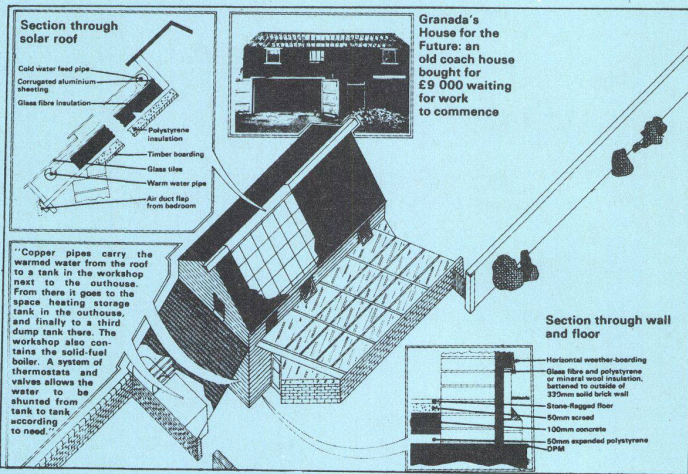 Section through
solar roof
Cold water feed pipe
Corrugated aluminium
sheeting
Glass fibre insulation
Polystyrene
insulation
Timber boarding
Glass tiles
Warm water pipe
Air duct flap
from bedroom
Granada's
House for the
Future: an
old coach house
bought for
£9 000 waiting
for work
to commence
"Copper pipes carry the
warmed water from the roof
to a tank in the workshop
next to the outhouse.
From there it goes to the
space heating storage
tank in the outhouse,
and finally to a third
dump tank there. The
workshop also con-
tains the solid-fuel
boiler. A system of
thermostats and
valves allows the
water to be
shunted from
tank to tank
according
to need."
Section through wall
and floor
Horizontal weather-boarding
Glass fibre and polystyrene
or mineral wool insulation,
battened to outside of
330mm solid brick wall
Stone-flagged floor
50mm screed
100mm concrete
50mm expanded polystyrene
DPM